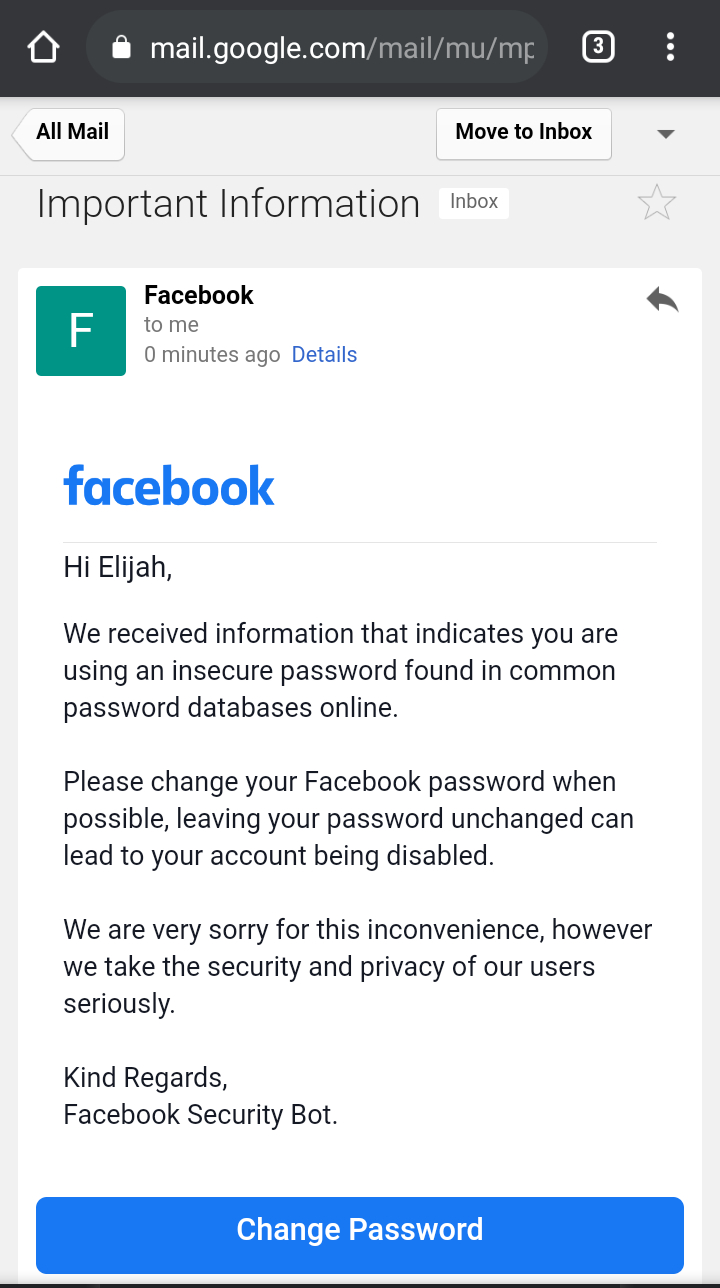 mail.google.com/mail/mu/mp
3
All Mail
Move to Inbox
Important Information
Inbox
F
Facebook
to me
0 minutes ago Details
facebook
Hi Elijah,
We received information that indicates you are
using an insecure password found in common
password databases online.
Please change your Facebook password when
possible, leaving your password unchanged can
lead to your account being disabled.
We are very sorry for this inconvenience, however
we take the security and privacy of our users
seriously.
Kind Regards,
Facebook Security Bot.
Change Password